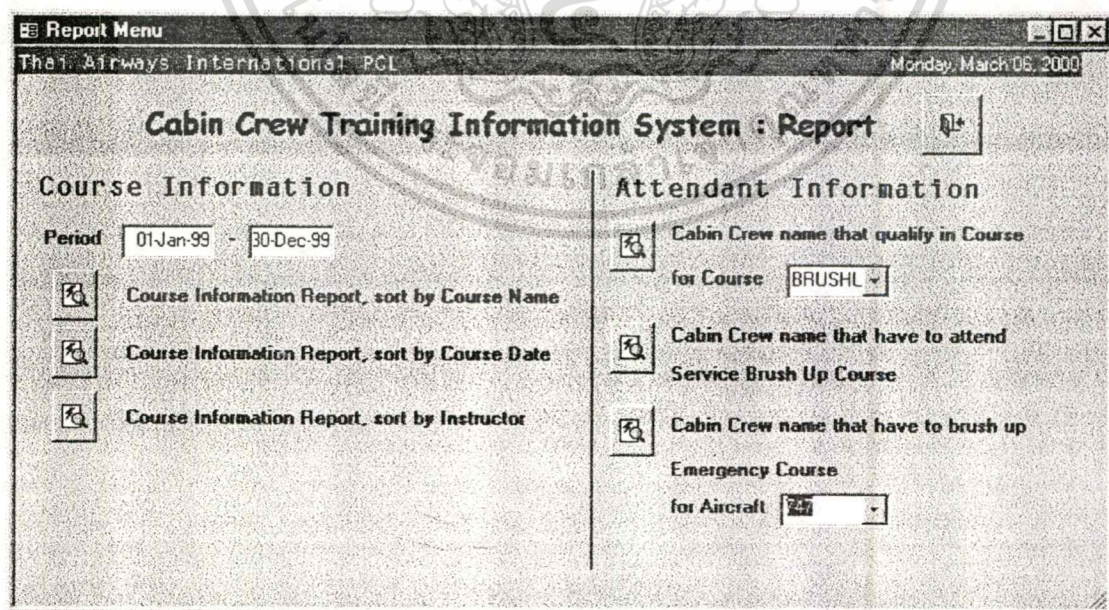 Report Menu
Thai Airways International PCL
Monday, March 06, 2000
Cabin Crew Training Information System : Report
Course Information
Period 01-Jan-99 - 30-Dec-99
Course Information Report, sort by Course Name
Course Information Report, sort by Course Date
Course Information Report, sort by Instructor
Attendant Information
Cabin Crew name that qualify in Course
for Course BRUSHL
Cabin Crew name that have to attend
Service Brush Up Course
Cabin Crew name that have to brush up
Emergency Course
for Aircraft 747